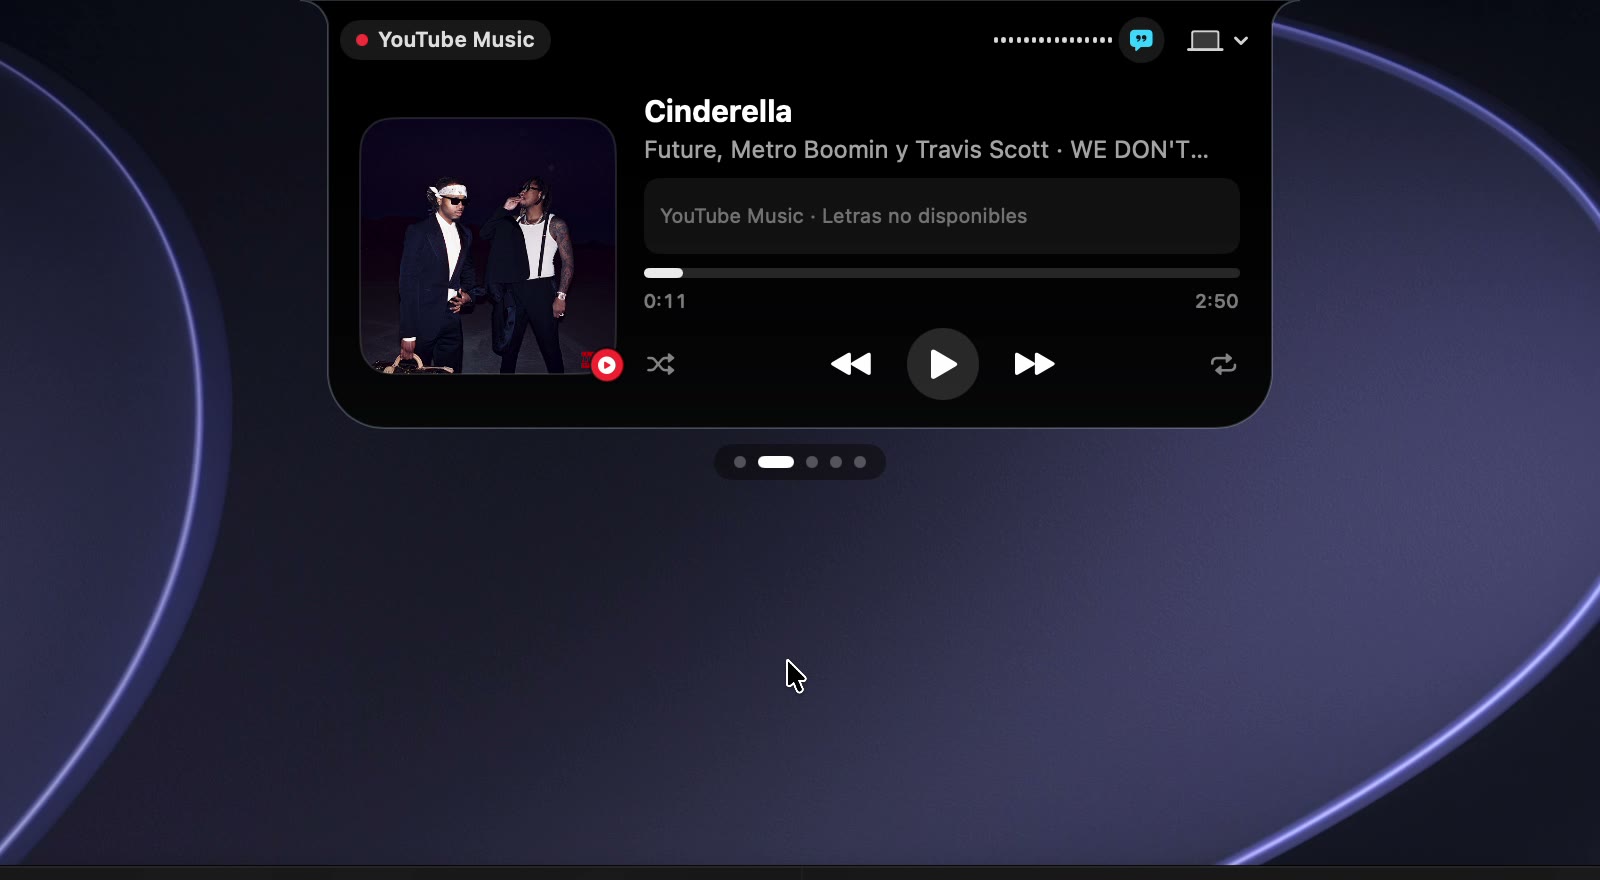 YouTube Music
Cinderella
Future, Metro Boomin y Travis Scott · WE DON'T...
YouTube Music · Letras no disponibles
0:11
2:50